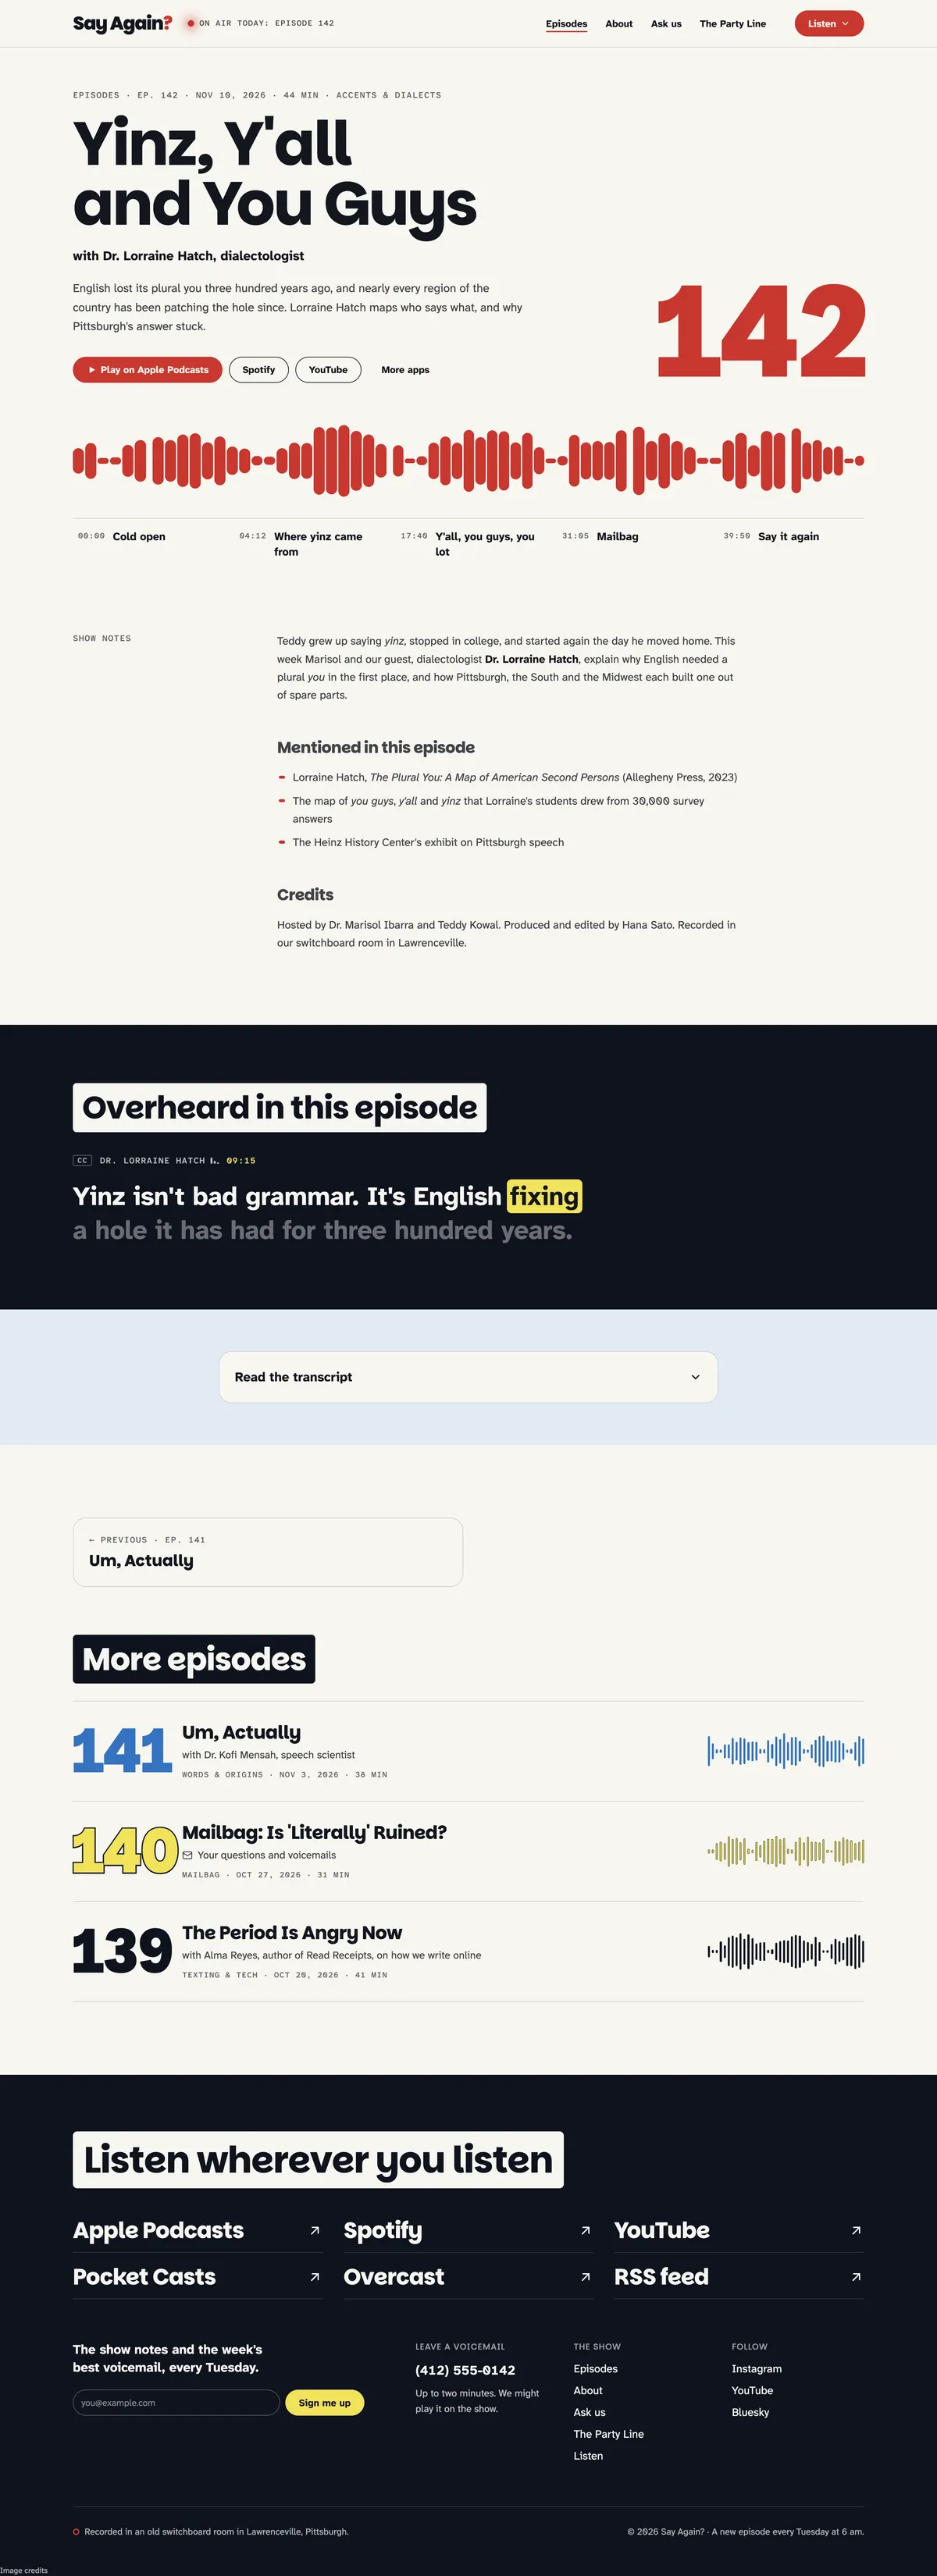 Say Again?
ON AIR TODAY: EPISODE 142
Episodes
About
Ask us
The Party Line
Listen
EPISODES · EP. 142 · NOV 10, 2026 · 44 MIN · ACCENTS & DIALECTS
Yinz, Y'all
and You Guys
with Dr. Lorraine Hatch, dialectologist
English lost its plural you three hundred years ago, and nearly every region of the
country has been patching the hole since. Lorraine Hatch maps who says what, and why
Pittsburgh's answer stuck.
142
Play on Apple Podcasts
Spotify
YouTube
More apps
00:00 Cold open
04:12 Where yinz came
from
17:40 Y'all, you guys, you
lot
31:05 Mailbag
39:50 Say it again
SHOW NOTES
Teddy grew up saying yinz, stopped in college, and started again the day he moved home. This
week Marisol and our guest, dialectologist Dr. Lorraine Hatch, explain why English needed a
plural you in the first place, and how Pittsburgh, the South and the Midwest each built one out
of spare parts.
Mentioned in this episode
Lorraine Hatch, The Plural You: A Map of American Second Persons (Allegheny Press, 2023)
The map of you guys, y'all and yinz that Lorraine's students drew from 30,000 survey
answers
The Heinz History Center's exhibit on Pittsburgh speech
Credits
Hosted by Dr. Marisol Ibarra and Teddy Kowal. Produced and edited by Hana Sato. Recorded in
our switchboard room in Lawrenceville.
Overheard in this episode
CC DR. LORRAINE HATCH 09:15
Yinz isn't bad grammar. It's English fixing
a hole it has had for three hundred years.
Read the transcript
← PREVIOUS · EP. 141
Um, Actually
More episodes
141
Um, Actually
with Dr. Kofi Mensah, speech scientist
WORDS & ORIGINS · NOV 3, 2026 · 38 MIN
140
Mailbag: Is 'Literally' Ruined?
Your questions and voicemails
MAILBAG · OCT 27, 2026 · 31 MIN
139
The Period Is Angry Now
with Alma Reyes, author of Read Receipts, on how we write online
TEXTING & TECH · OCT 20, 2026 · 41 MIN
Listen wherever you listen
Apple Podcasts
Spotify
YouTube
Pocket Casts
Overcast
RSS feed
The show notes and the week's
best voicemail, every Tuesday.
you@example.com
Sign me up
LEAVE A VOICEMAIL
(412) 555-0142
Up to two minutes. We might
play it on the show.
THE SHOW
Episodes
About
Ask us
The Party Line
Listen
FOLLOW
Instagram
YouTube
Bluesky
Recorded in an old switchboard room in Lawrenceville, Pittsburgh.
© 2026 Say Again? · A new episode every Tuesday at 6 am.
Image credits